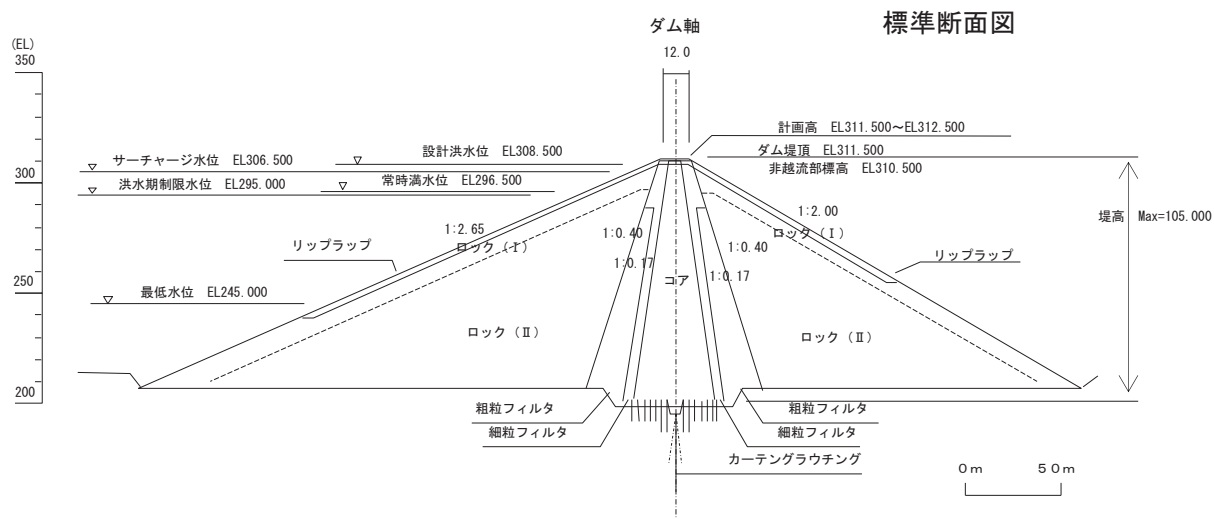 標準断面図
ダム軸
12.0
(EL)
350
300
250
200
計画高 EL311.500～EL312.500
設計洪水位 EL308.500
ダム堤頂 EL311.500
サーチャージ水位 EL306.500
非越流部標高 EL310.500
洪水期制限水位 EL295.000
常時満水位 EL296.500
堤高 Max=105.000
1:2.65
ロック（Ⅰ）
1:0.40
1:0.17
コア
1:0.17
1:0.40
1:2.00
ロック（Ⅰ）
リップラップ
リップラップ
最低水位 EL245.000
ロック（Ⅱ）
ロック（Ⅱ）
粗粒フィルタ
粗粒フィルタ
細粒フィルタ
細粒フィルタ
カーテングラウチング
0m 50m